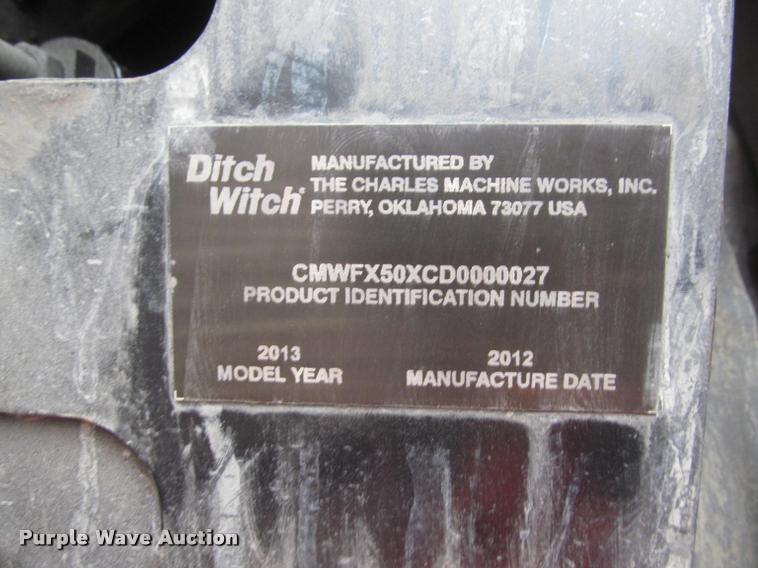 Ditch Witch®
MANUFACTURED BY
THE CHARLES MACHINE WORKS, INC.
PERRY, OKLAHOMA 73077 USA
CMWFX50XCD0000027
PRODUCT IDENTIFICATION NUMBER
2013
MODEL YEAR
2012
MANUFACTURE DATE
Purple Wave Auction